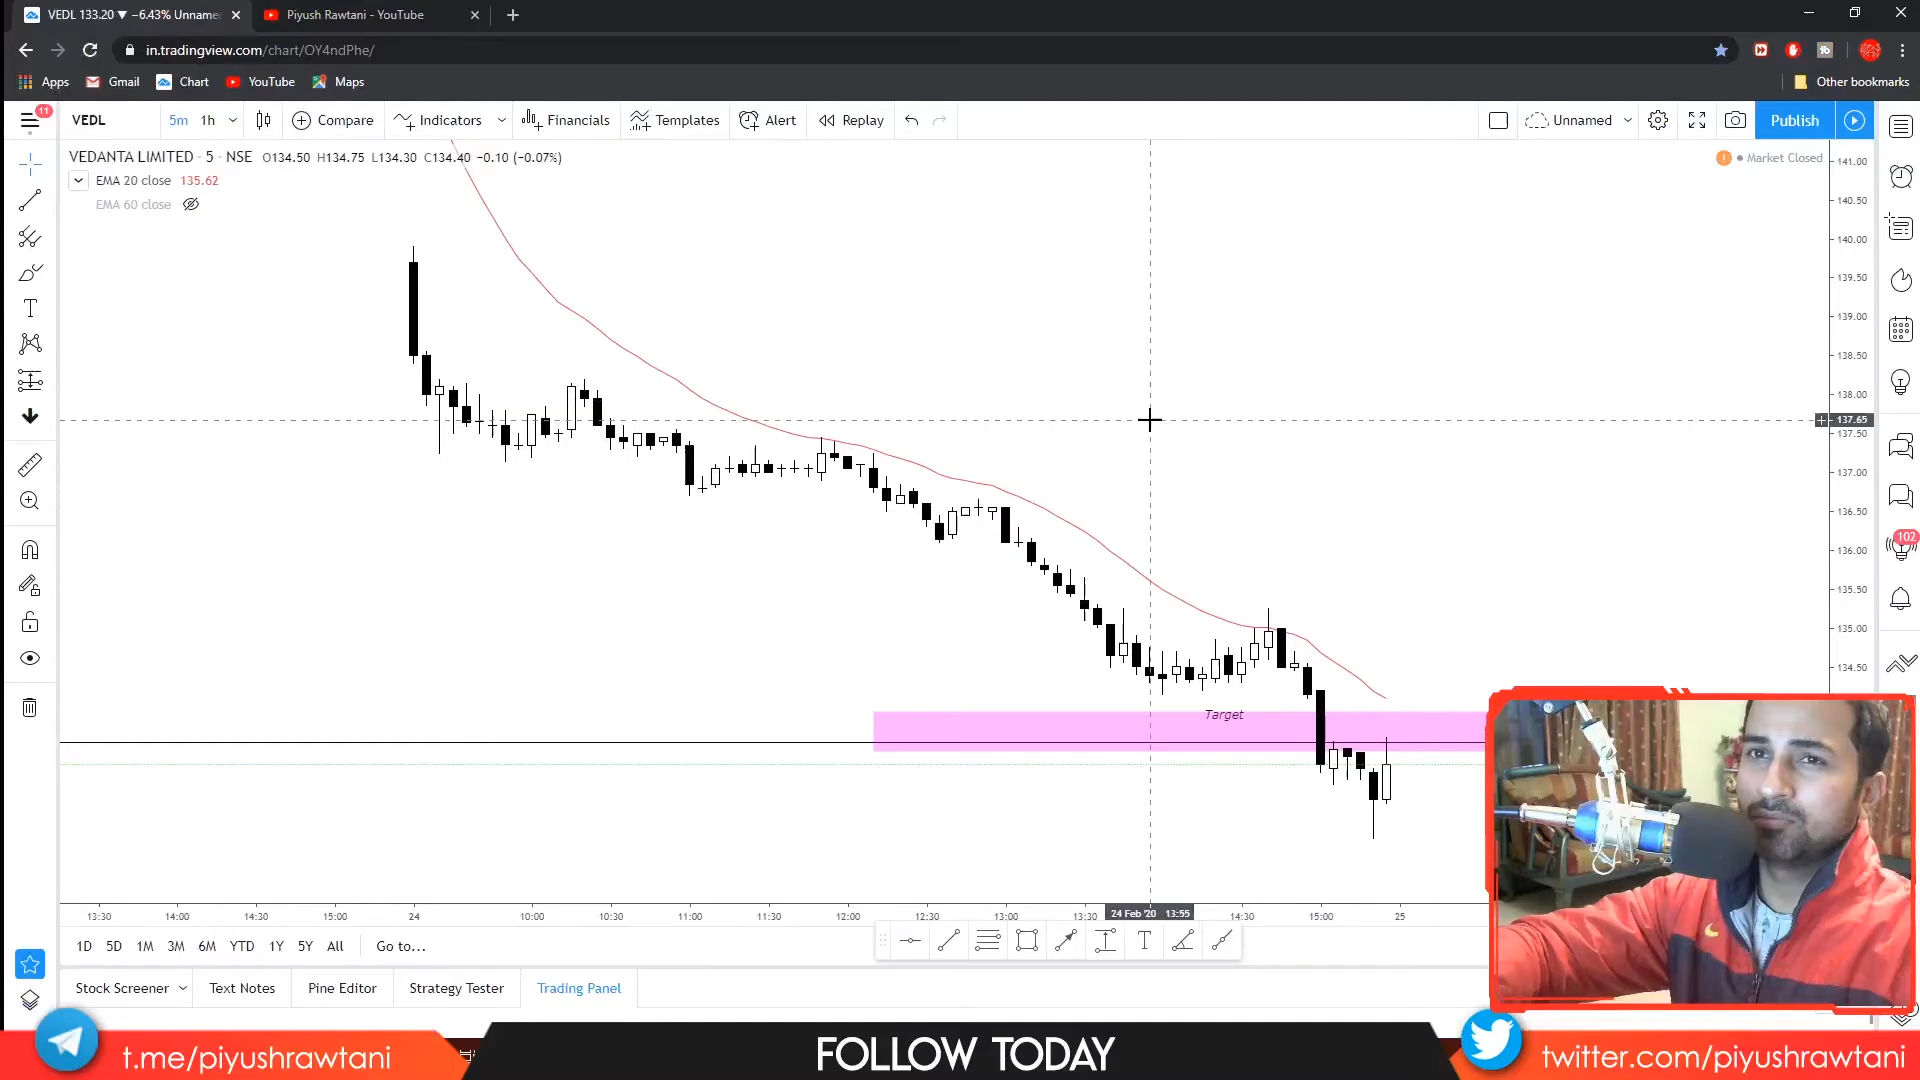 VEDL 133.20 ▼ −6.43% Unname
Piyush Rawtani - YouTube
in.tradingview.com/chart/OY4ndPhe/
Apps Gmail Chart YouTube Maps Other bookmarks
11
VEDL 5m 1h Compare Indicators Financials Templates Alert Replay Unnamed Publish
VEDANTA LIMITED · 5 · NSE O134.50 H134.75 L134.30 C134.40 −0.10 (−0.07%)
Market Closed
EMA 20 close 135.62
EMA 60 close
141.00
140.50
140.00
139.50
139.00
138.50
138.00
137.65
137.50
137.00
136.50
136.00
135.50
135.00
134.50
102
Target
13:30 14:00 14:30 15:00 24 10:00 10:30 11:00 11:30 12:00 12:30 13:00 13:30 24 Feb '20 13:55 14:30 15:00 25
1D 5D 1M 3M 6M YTD 1Y 5Y All Go to...
Stock Screener Text Notes Pine Editor Strategy Tester Trading Panel
t.me/piyushrawtani
FOLLOW TODAY
twitter.com/piyushrawtani